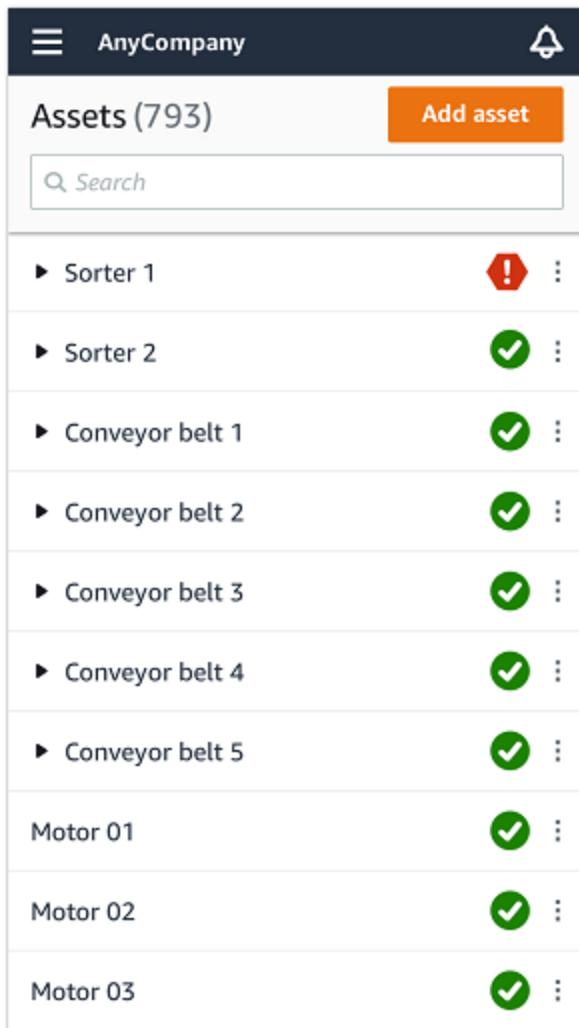 AnyCompany
Assets (793)
Add asset
Search
Sorter 1
Sorter 2
Conveyor belt 1
Conveyor belt 2
Conveyor belt 3
Conveyor belt 4
Conveyor belt 5
Motor 01
Motor 02
Motor 03